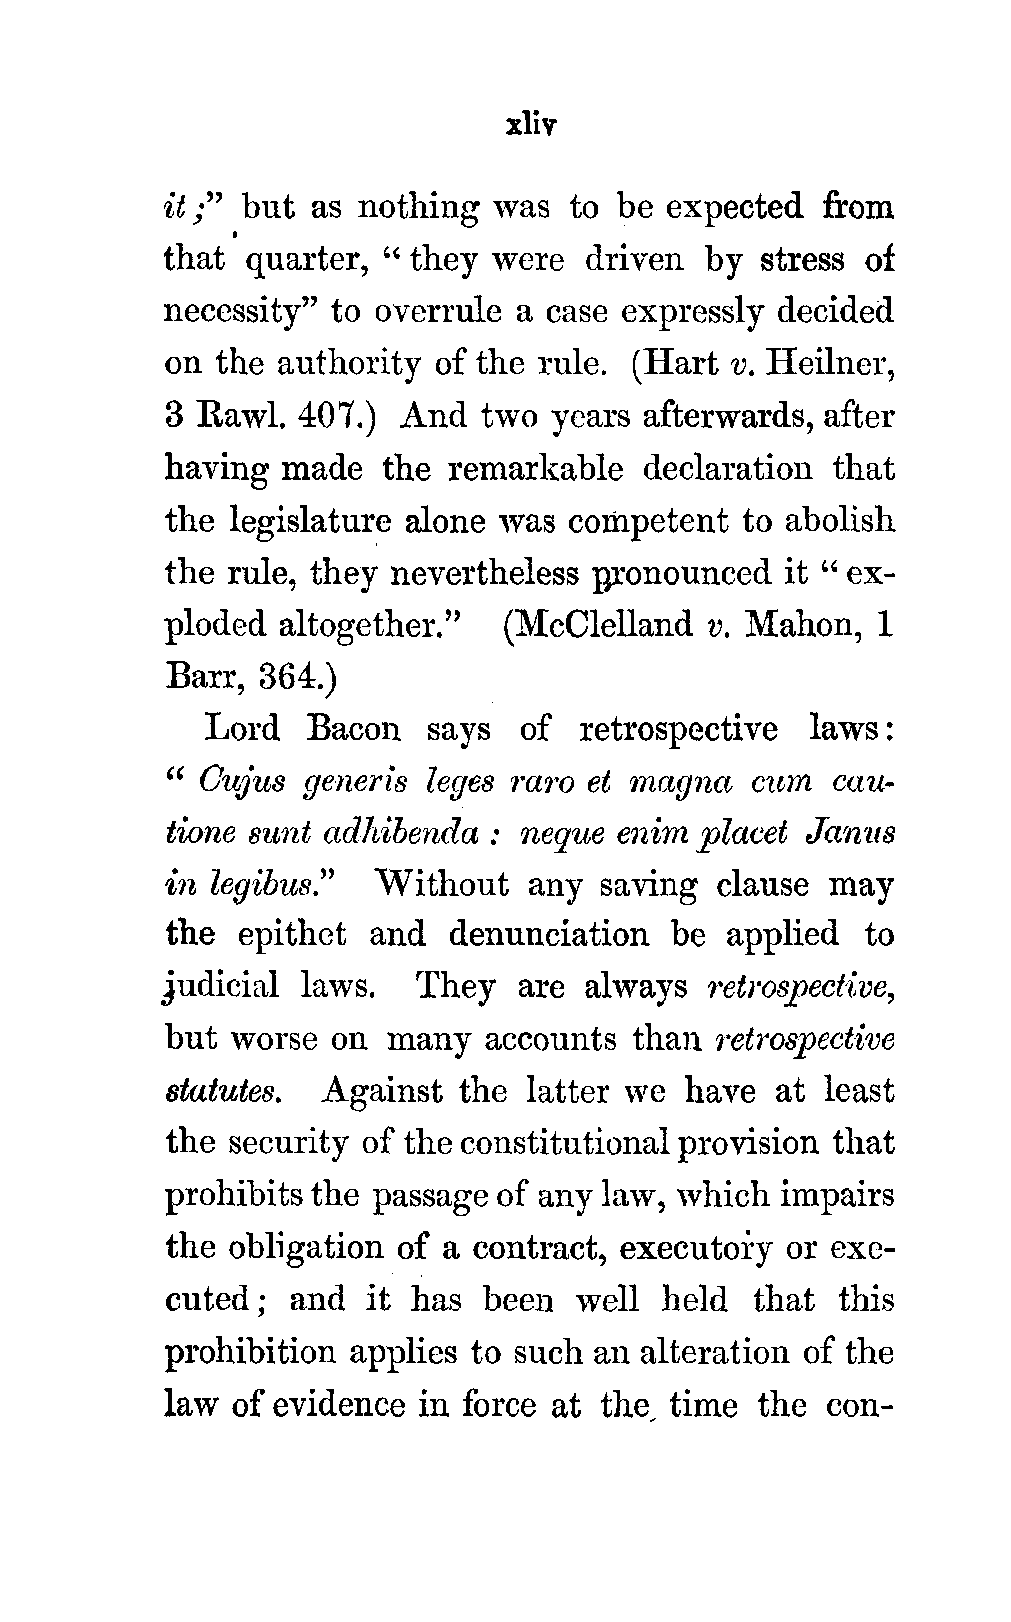 xliv
it;” but as nothing was to be expected from
that quarter, “ they were driven by stress of
necessity” to overrule a case expressly decided
on the authority of the rule. (Hart v. Heilner,
3 Rawl. 407.) And two years afterwards, after
having made the remarkable declaration that
the legislature alone was competent to abolish
the rule, they nevertheless pronounced it “ ex-
ploded altogether.” (McClelland v. Mahon, 1
Barr, 364.)
Lord Bacon says of retrospective laws:
“ Cujus generis leges raro et magna cum cau-
tione sunt adhibenda : neque enim placet Janus
in legibus.” Without any saving clause may
the epithet and denunciation be applied to
judicial laws. They are always retrospective,
but worse on many accounts than retrospective
statutes. Against the latter we have at least
the security of the constitutional provision that
prohibits the passage of any law, which impairs
the obligation of a contract, executory or exe-
cuted; and it has been well held that this
prohibition applies to such an alteration of the
law of evidence in force at the time the con-